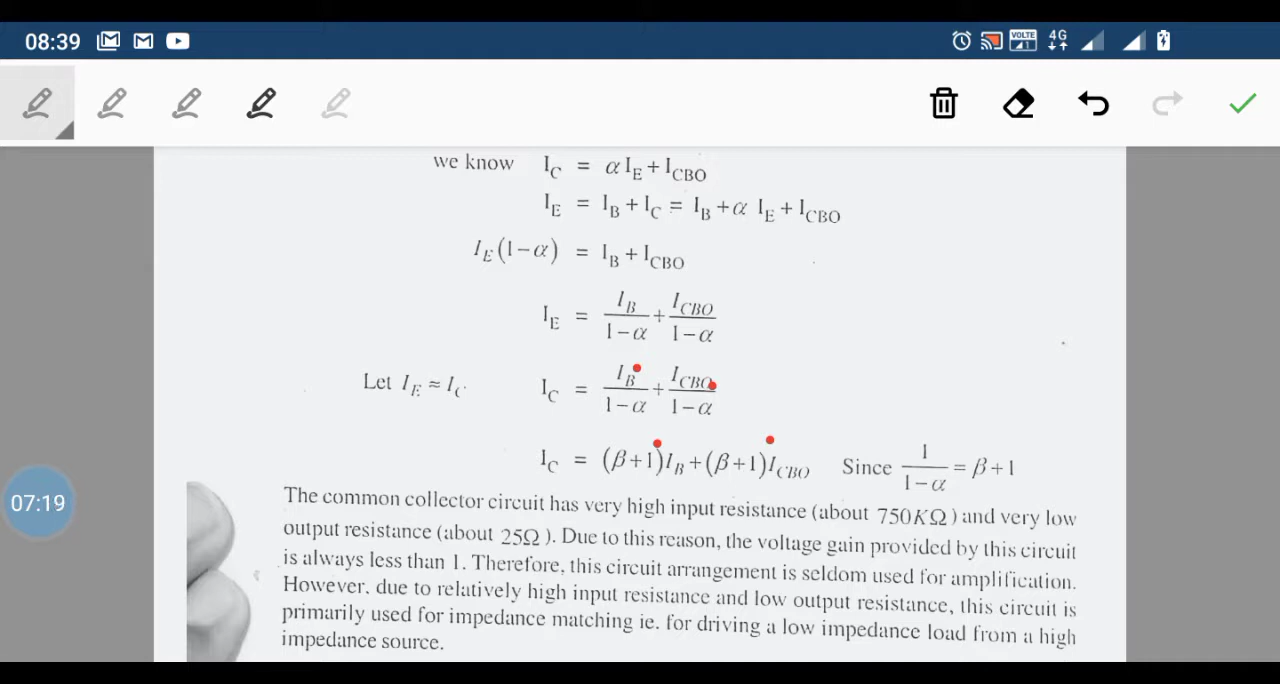 08:39
VOLTE
4G
we know I_C = α I_E + I_CBO
I_E = I_B + I_C = I_B + α I_E + I_CBO
I_E (1 − α) = I_B + I_CBO
I_E = I_B / (1 − α) + I_CBO / (1 − α)
Let I_E ≈ I_C I_C = I_B / (1 − α) + I_CBO / (1 − α)
I_C = (β + 1) I_B + (β + 1) I_CBO Since 1 / (1 − α) = β + 1
07:19
The common collector circuit has very high input resistance (about 750KΩ) and very low
output resistance (about 25Ω). Due to this reason, the voltage gain provided by this circuit
is always less than 1. Therefore, this circuit arrangement is seldom used for amplification.
However, due to relatively high input resistance and low output resistance, this circuit is
primarily used for impedance matching ie. for driving a low impedance load from a high
impedance source.